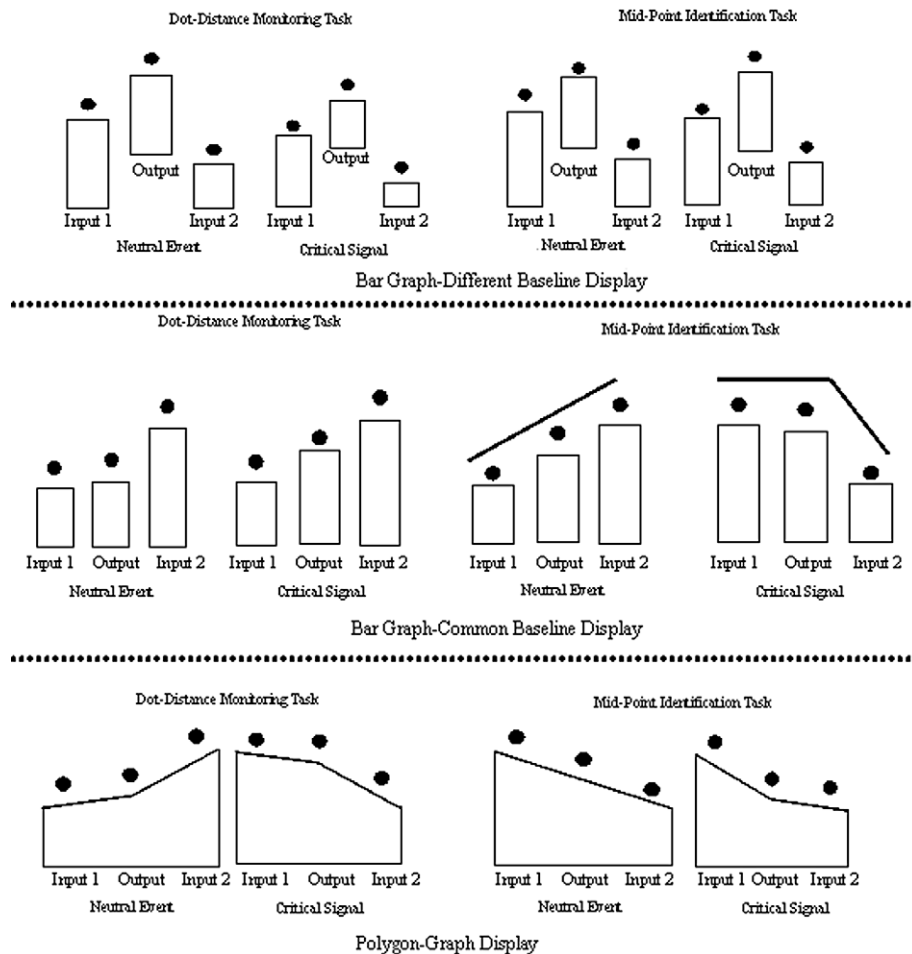 Dot-Distance Monitoring Task
Mid-Point Identification Task
Output
Output
Output
Output
Input 1
Input 2
Input 1
Input 2
Input 1
Input 2
Input 1
Input 2
Neutral Event
Critical Signal
Neutral Event
Critical Signal
Bar Graph-Different Baseline Display
Dot-Distance Monitoring Task
Mid-Point Identification Task
Input 1 Output Input 2
Input 1 Output Input 2
Input 1 Output Input 2
Input 1 Output Input 2
Neutral Event
Critical Signal
Neutral Event
Critical Signal
Bar Graph-Common Baseline Display
Dot-Distance Monitoring Task
Mid-Point Identification Task
Input 1 Output Input 2
Input 1 Output Input 2
Input 1 Output Input 2
Input 1 Output Input 2
Neutral Event
Critical Signal
Neutral Event
Critical Signal
Polygon-Graph Display